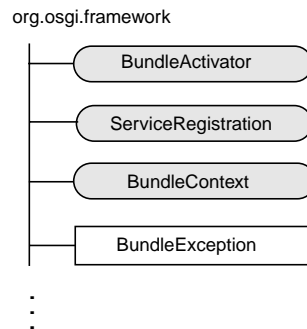 org.osgi.framework
BundleActivator
ServiceRegistration
BundleContext
BundleException